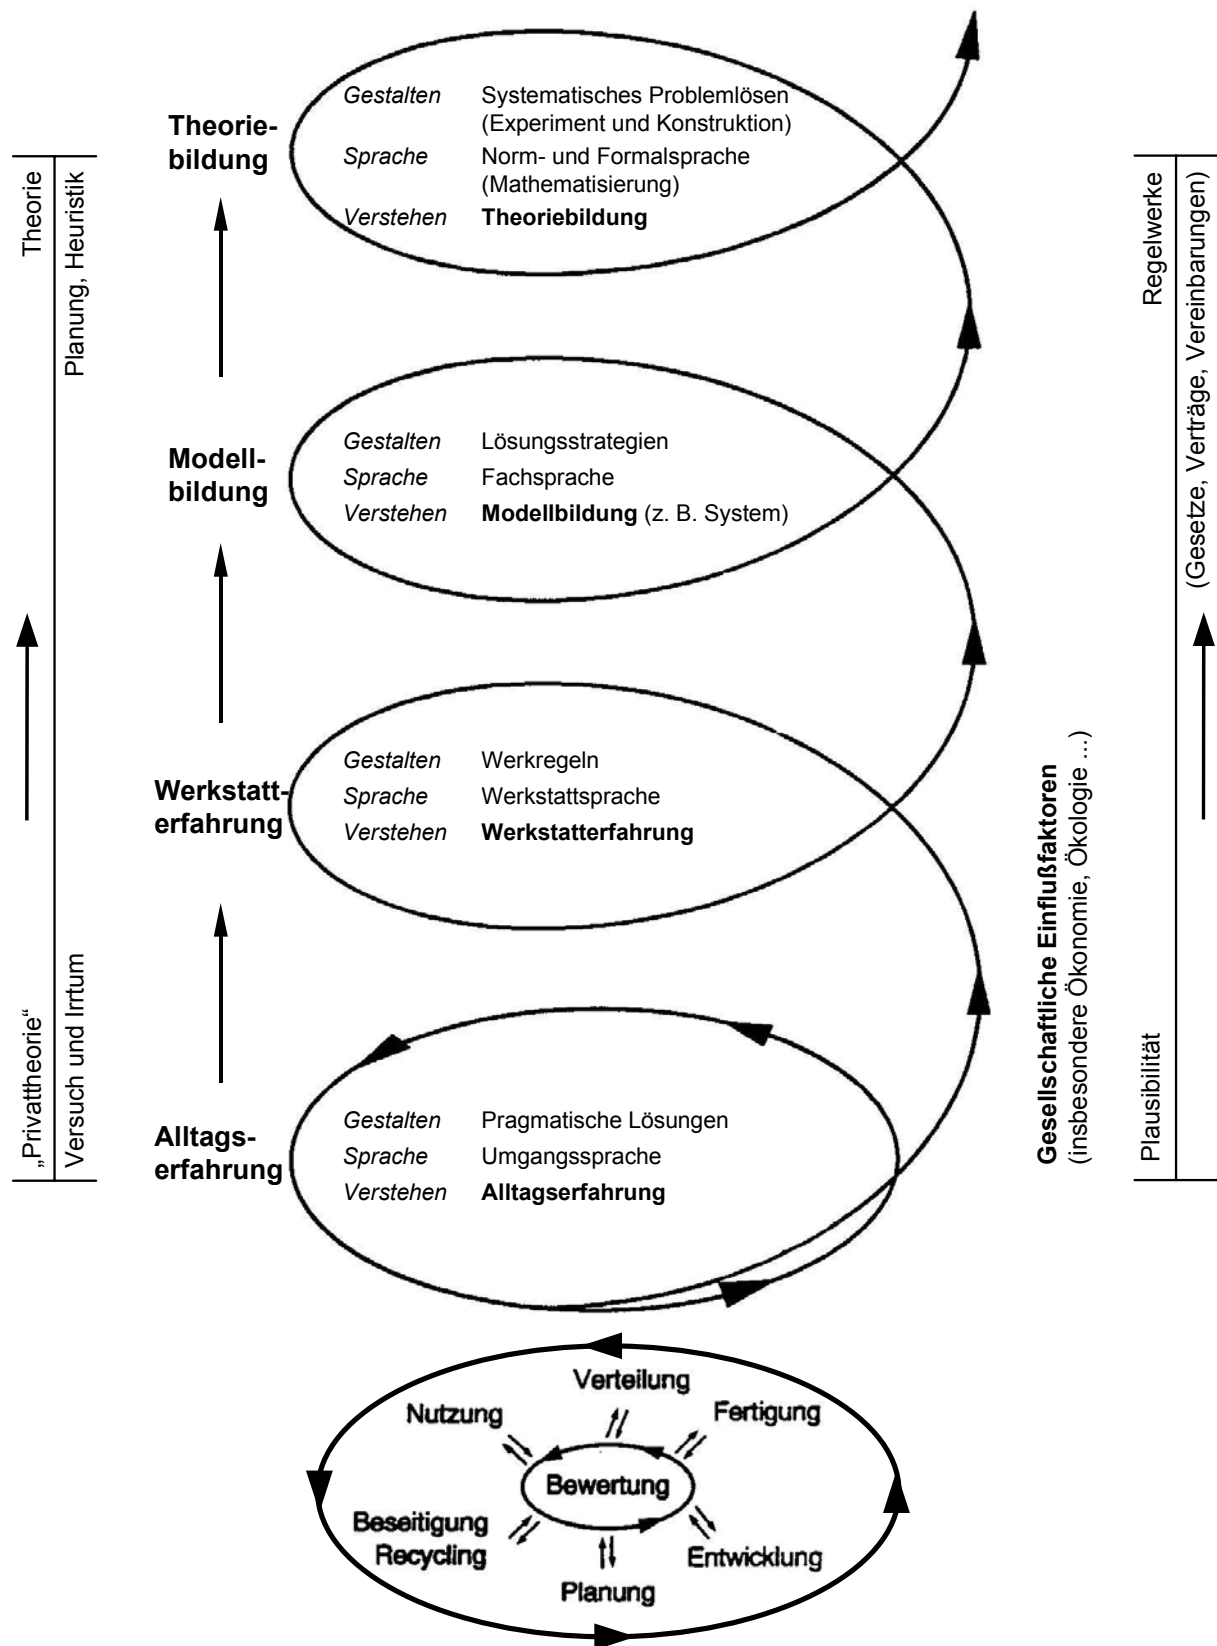 Theorie-
bildung
Gestalten Systematisches Problemlösen
(Experiment und Konstruktion)
Sprache Norm- und Formalsprache
(Mathematisierung)
Verstehen Theoriebildung
Modell-
bildung
Gestalten Lösungsstrategien
Sprache Fachsprache
Verstehen Modellbildung (z. B. System)
Werkstatt-
erfahrung
Gestalten Werkregeln
Sprache Werkstattsprache
Verstehen Werkstatterfahrung
Alltags-
erfahrung
Gestalten Pragmatische Lösungen
Sprache Umgangssprache
Verstehen Alltagserfahrung
„Privattheorie“ Theorie
Versuch und Irrtum Planung, Heuristik
Gesellschaftliche Einflußfaktoren
(insbesondere Ökonomie, Ökologie ...)
Plausibilität Regelwerke
(Gesetze, Verträge, Vereinbarungen)
Verteilung
Nutzung
Fertigung
Bewertung
Beseitigung
Recycling
Entwicklung
Planung